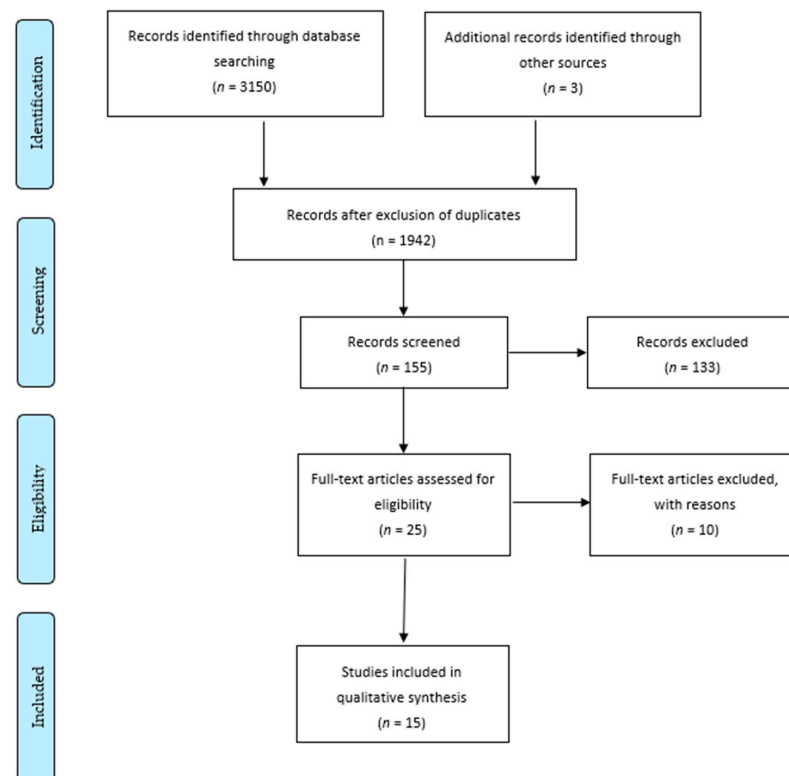 Identification
Records identified through database
searching
(n = 3150)
Additional records identified through
other sources
(n = 3)
Records after exclusion of duplicates
(n = 1942)
Screening
Records screened
(n = 155)
Records excluded
(n = 133)
Eligibility
Full-text articles assessed for
eligibility
(n = 25)
Full-text articles excluded,
with reasons
(n = 10)
Included
Studies included in
qualitative synthesis
(n = 15)